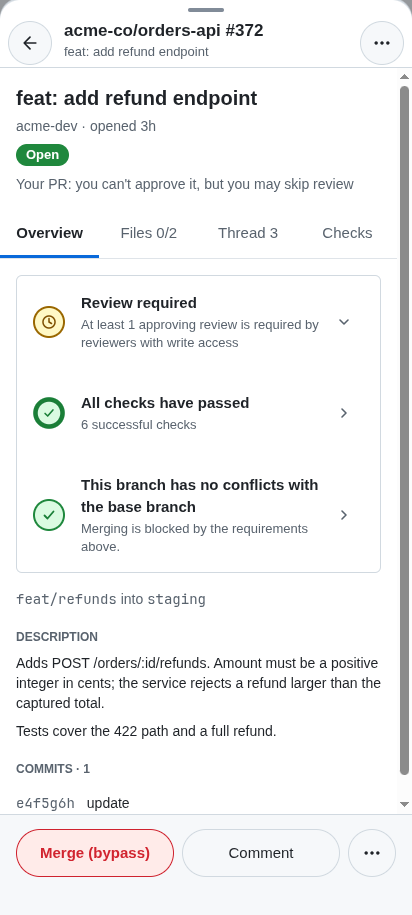 acme-co/orders-api #372
feat: add refund endpoint
feat: add refund endpoint
acme-dev · opened 3h
Open
Your PR: you can't approve it, but you may skip review
Overview Files 0/2 Thread 3 Checks
Review required
At least 1 approving review is required by
reviewers with write access
All checks have passed
6 successful checks
This branch has no conflicts with
the base branch
Merging is blocked by the requirements
above.
feat/refunds into staging
DESCRIPTION
Adds POST /orders/:id/refunds. Amount must be a positive
integer in cents; the service rejects a refund larger than the
captured total.
Tests cover the 422 path and a full refund.
COMMITS · 1
e4f5g6h update
Merge (bypass) Comment